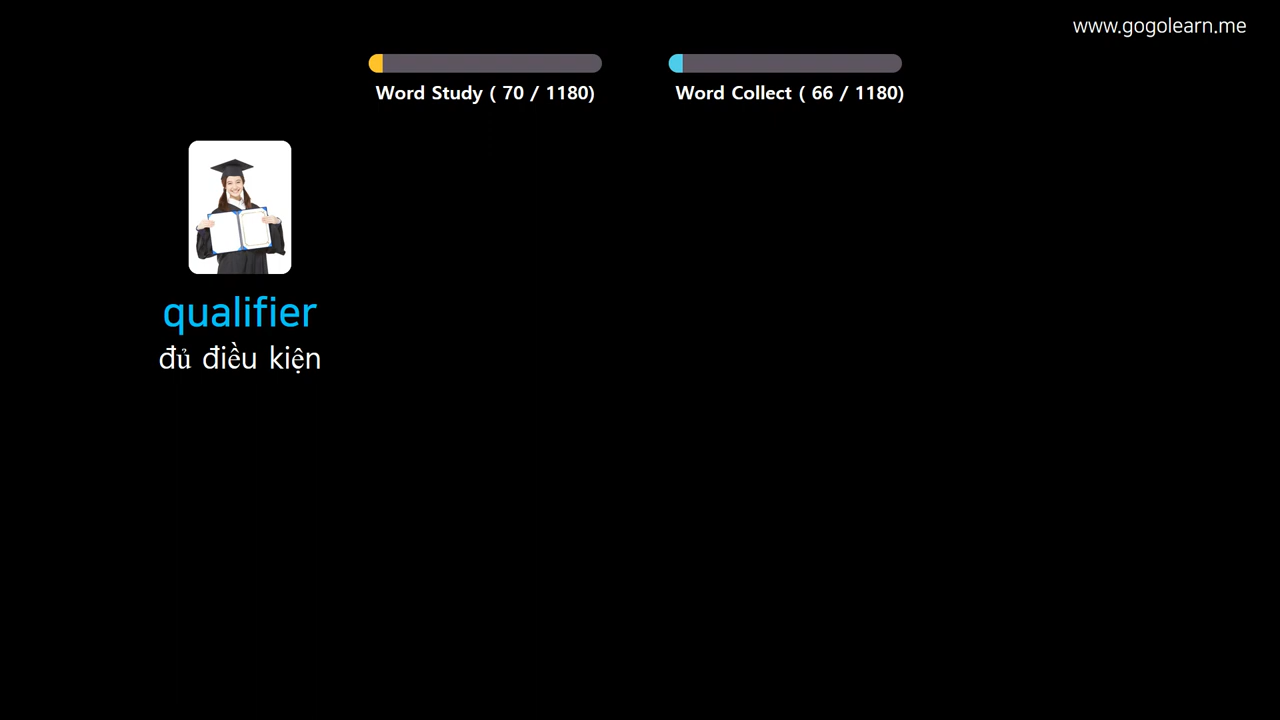 www.gogolearn.me
Word Study ( 70 / 1180)
Word Collect ( 66 / 1180)
qualifier
đủ điều kiện